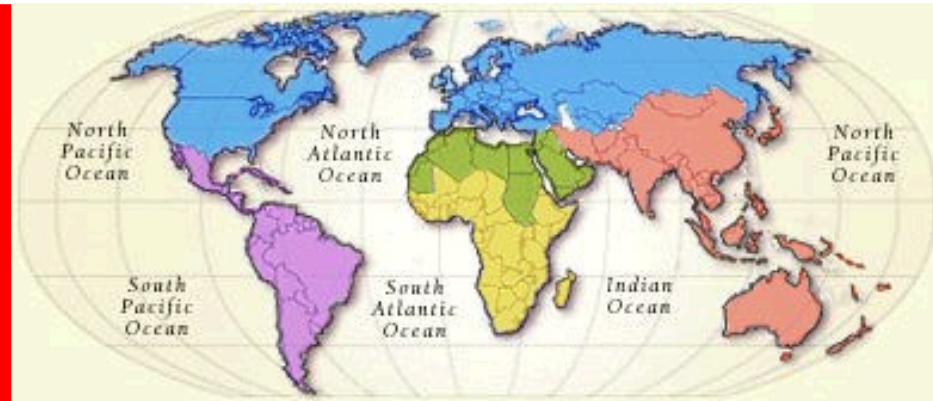 North
Pacific
Ocean
North
Atlantic
Ocean
North
Pacific
Ocean
South
Pacific
Ocean
South
Atlantic
Ocean
Indian
Ocean